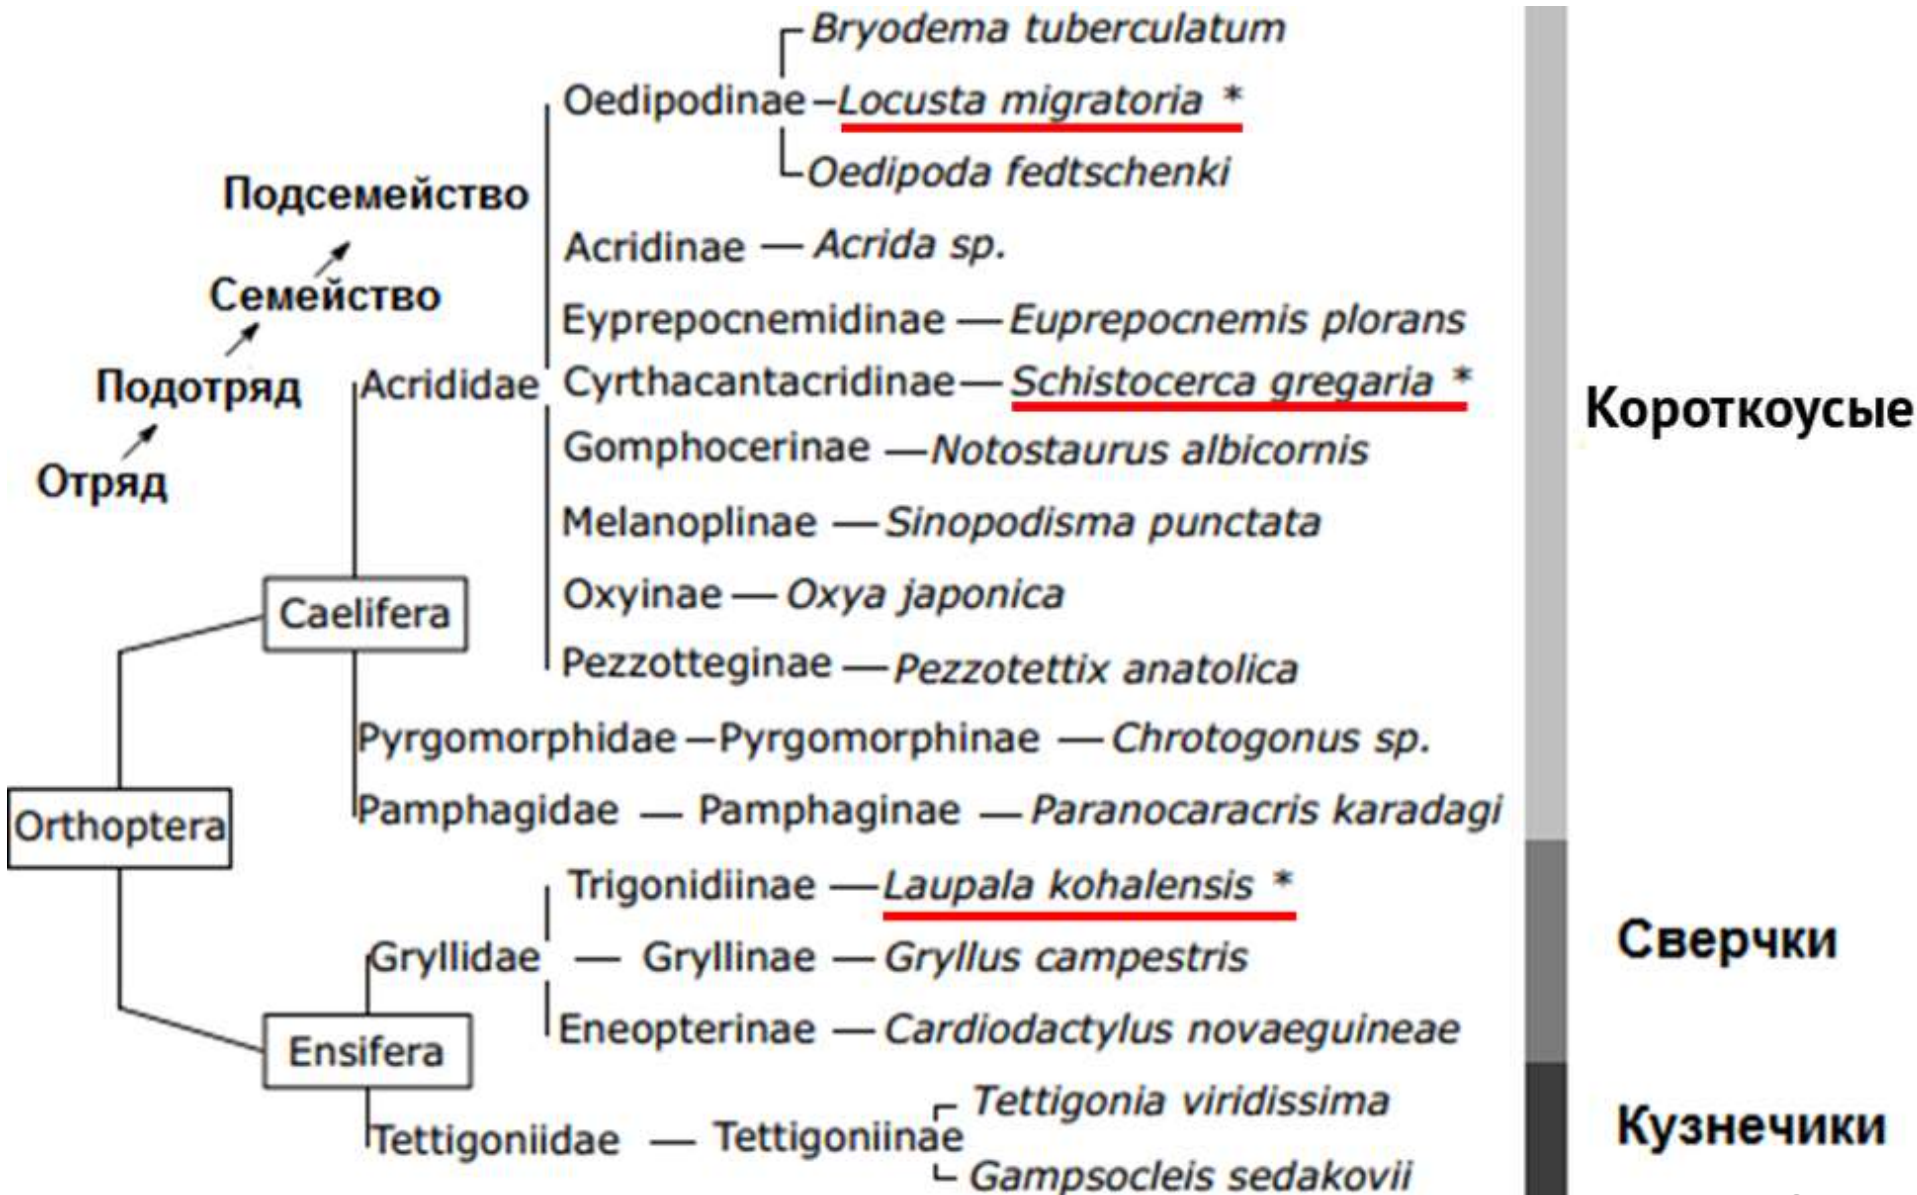 Bryodema tuberculatum
Oedipodinae –Locusta migratoria *
Oedipoda fedtschenki
Подсемейство
Acridinae — Acrida sp.
Семейство
Eyprepocnemidinae — Euprepocnemis plorans
Подотряд
Acrididae Cyrthacantacridinae— Schistocerca gregaria *
Короткоусые
Gomphocerinae —Notostaurus albicornis
Отряд
Melanoplinae — Sinopodisma punctata
Oxyinae — Oxya japonica
Caelifera
Pezzotteginae — Pezzotettix anatolica
Pyrgomorphidae —Pyrgomorphinae — Chrotogonus sp.
Pamphagidae — Pamphaginae — Paranocaracris karadagi
Orthoptera
Trigonidiinae —Laupala kohalensis *
Сверчки
Gryllidae — Gryllinae — Gryllus campestris
Eneopterinae — Cardiodactylus novaeguineae
Ensifera
Tettigonia viridissima
Кузнечики
Tettigoniidae — Tettigoniinae
Gampsocleis sedakovii